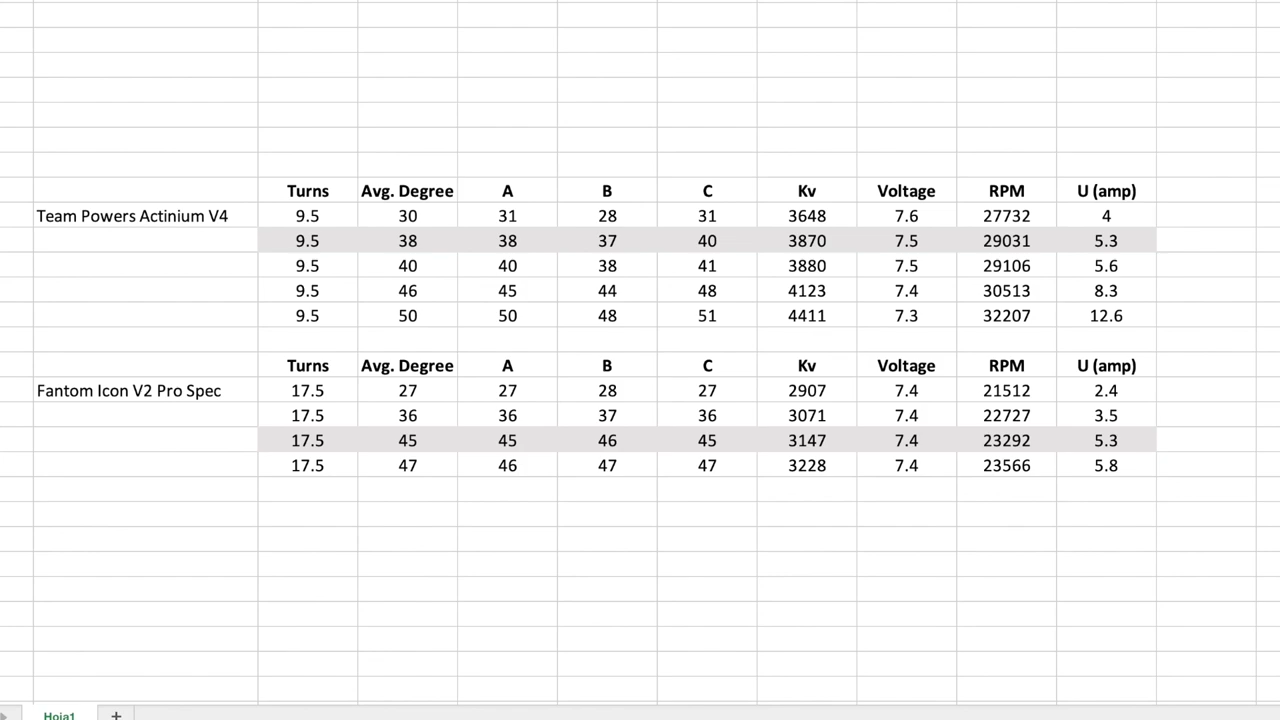 Turns Avg. Degree A B C Kv Voltage RPM U (amp)
Team Powers Actinium V4 9.5 30 31 28 31 3648 7.6 27732 4
9.5 38 38 37 40 3870 7.5 29031 5.3
9.5 40 40 38 41 3880 7.5 29106 5.6
9.5 46 45 44 48 4123 7.4 30513 8.3
9.5 50 50 48 51 4411 7.3 32207 12.6
Turns Avg. Degree A B C Kv Voltage RPM U (amp)
Fantom Icon V2 Pro Spec 17.5 27 27 28 27 2907 7.4 21512 2.4
17.5 36 36 37 36 3071 7.4 22727 3.5
17.5 45 45 46 45 3147 7.4 23292 5.3
17.5 47 46 47 47 3228 7.4 23566 5.8
Hoja1 +